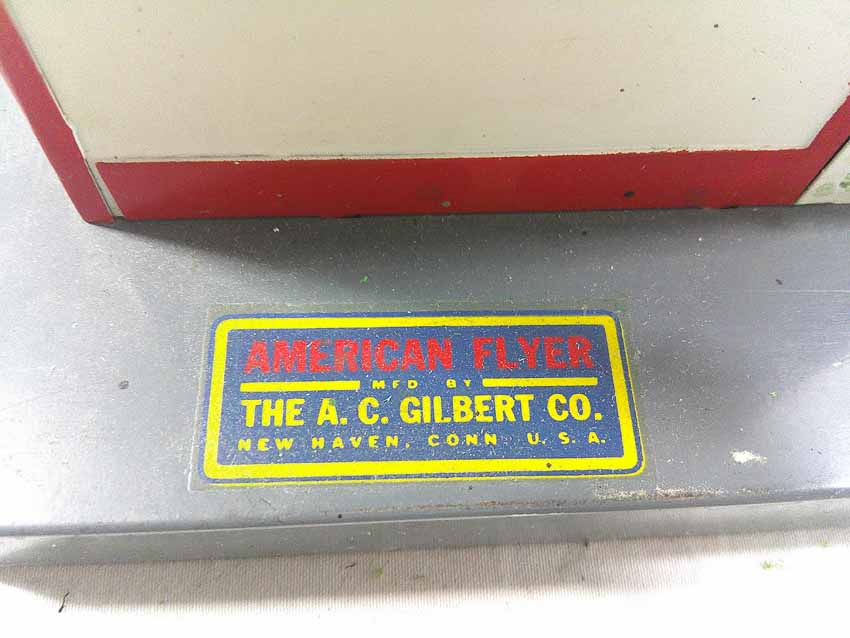 AMERICAN FLYER
MFD BY
THE A. C. GILBERT CO.
NEW HAVEN, CONN. U. S. A.